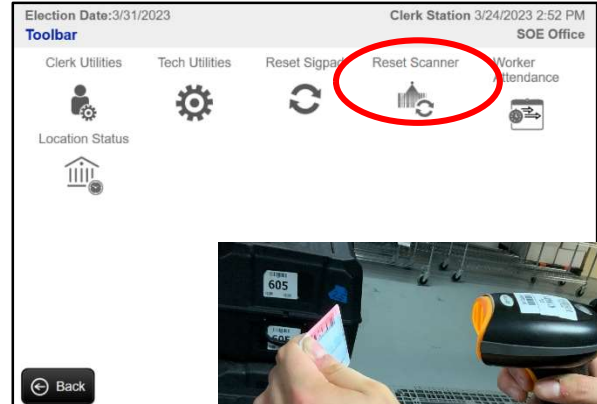 Election Date:3/31/2023
Clerk Station 3/24/2023 2:52 PM
Toolbar
SOE Office
Clerk Utilities
Tech Utilities
Reset Sigpad
Reset Scanner
Worker
Attendance
Location Status
605
605
Back